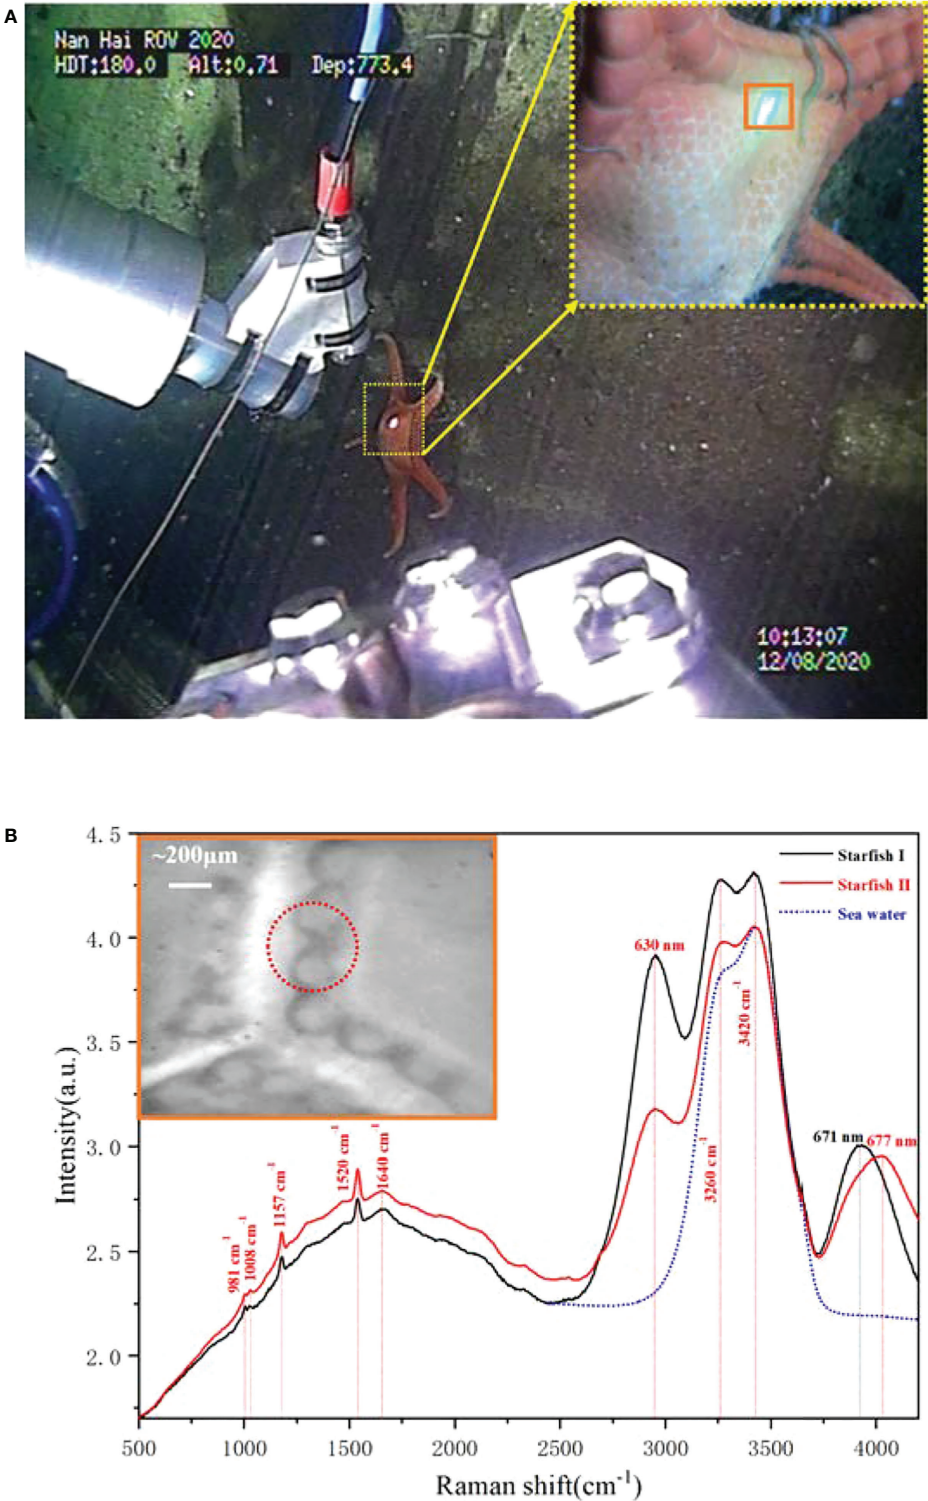 A
Nan Hai ROV 2020
HDT:180.0 Alt:0.71 Dep:773.4
10:13:07
12/08/2020
B
~200μm
Starfish I
Starfish II
Sea water
630 nm
3420 cm⁻¹
3260 cm⁻¹
671 nm
677 nm
981 cm⁻¹
1008 cm⁻¹
1157 cm⁻¹
1520 cm⁻¹
1640 cm⁻¹
4.5
4.0
3.5
3.0
2.5
2.0
Intensity(a.u.)
500 1000 1500 2000 2500 3000 3500 4000
Raman shift(cm⁻¹)